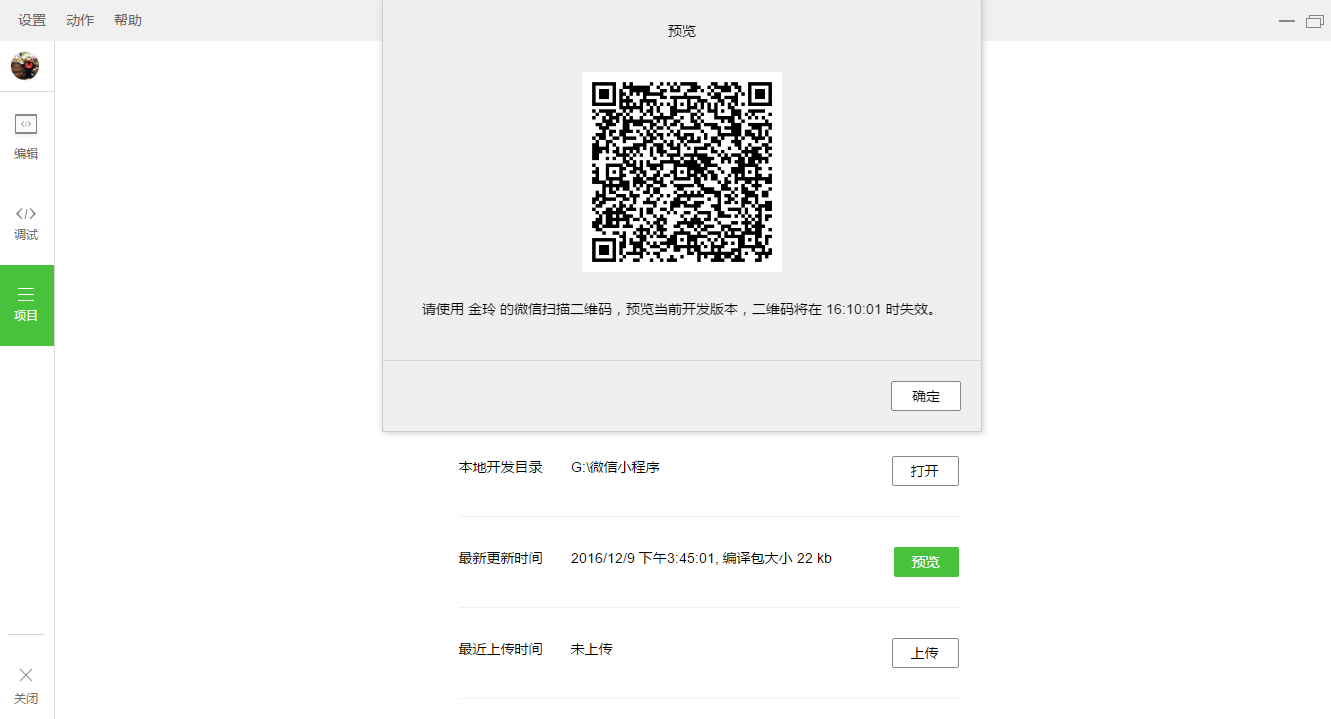 设置 动作 帮助
预览
编辑
调试
项目
请使用 金玲 的微信扫描二维码，预览当前开发版本，二维码将在 16:10:01 时失效。
确定
本地开发目录 G:\微信小程序 打开
最新更新时间 2016/12/9 下午3:45:01, 编译包大小 22 kb 预览
最近上传时间 未上传 上传
关闭